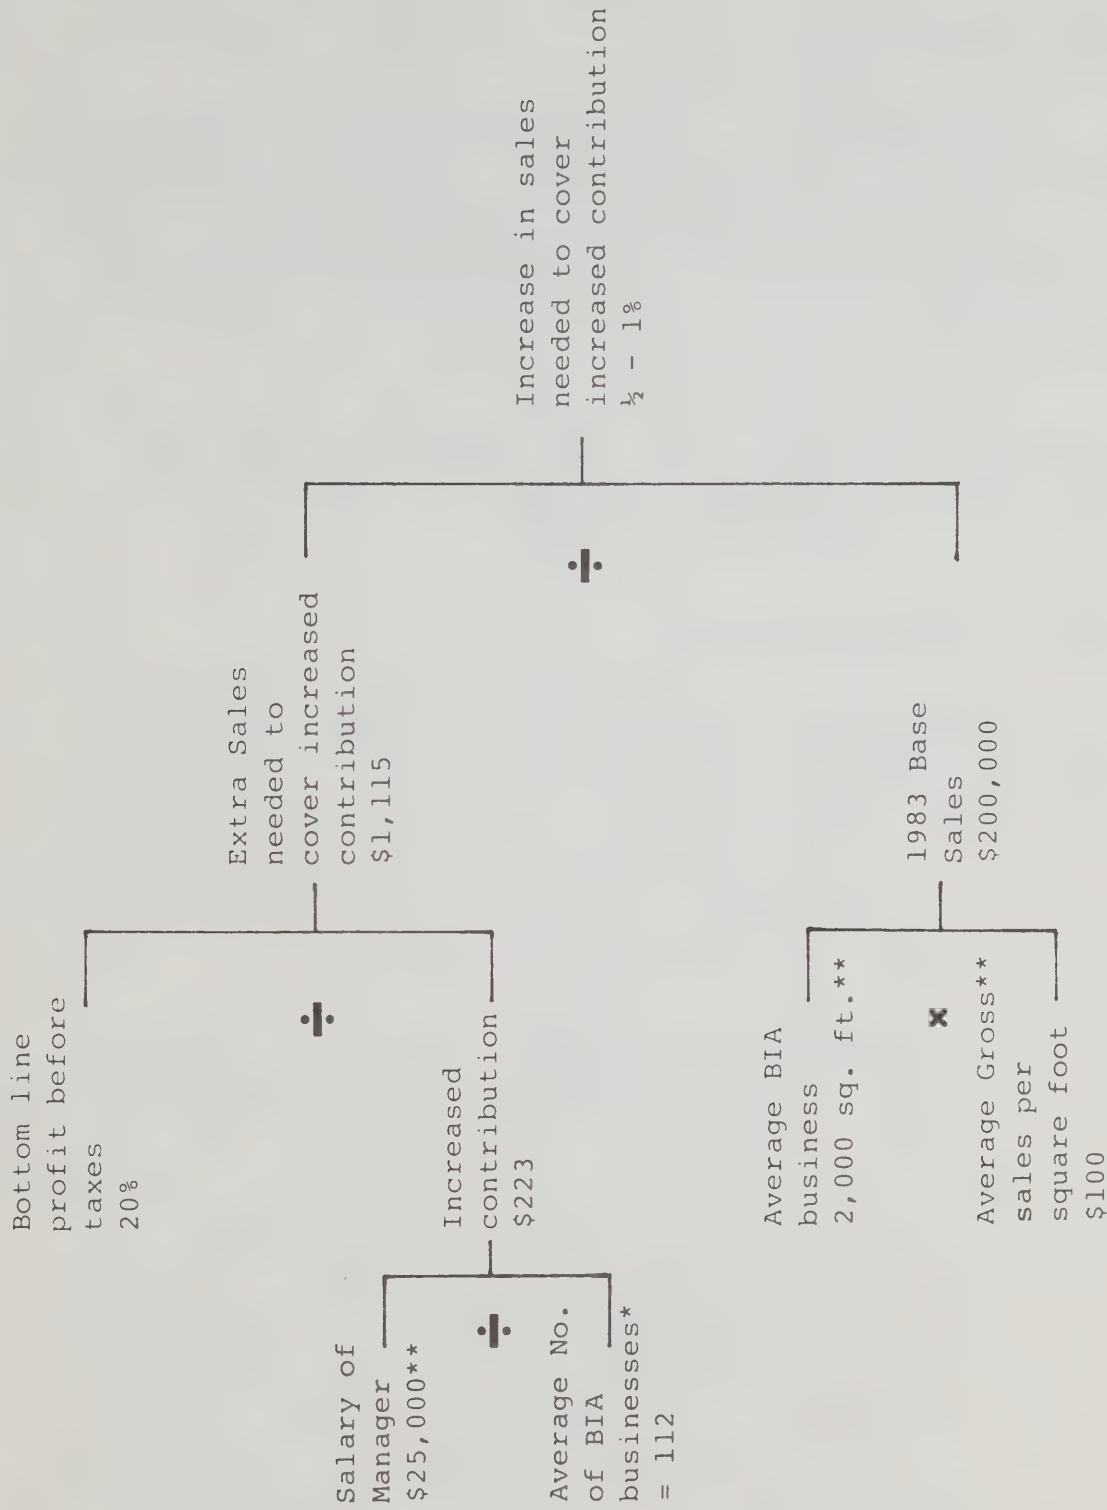 Bottom line
profit before
taxes
20%
÷
Salary of
Manager
$25,000**
÷
Average No.
of BIA
businesses*
= 112
Increased
contribution
$223
Extra Sales
needed to
cover increased
contribution
$1,115
÷
Average BIA
business
2,000 sq. ft.**
x
Average Gross**
sales per
square foot
$100
1983 Base
Sales
$200,000
Increase in sales
needed to cover
increased contribution
½ - 1%